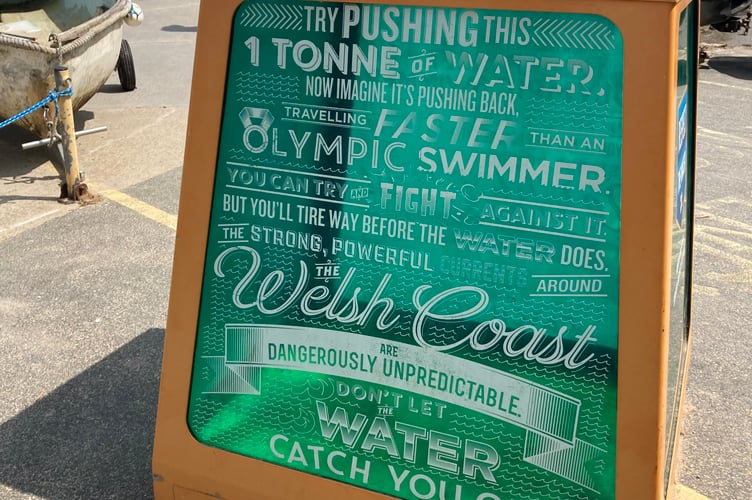 TRY PUSHING THIS
1 TONNE OF WATER.
NOW IMAGINE IT'S PUSHING BACK,
TRAVELLING FASTER THAN AN
OLYMPIC SWIMMER.
YOU CAN TRY AND FIGHT AGAINST IT.
BUT YOU'LL TIRE WAY BEFORE THE WATER DOES.
THE STRONG, POWERFUL CURRENTS AROUND
THE
Welsh Coast
ARE
DANGEROUSLY UNPREDICTABLE.
DON'T LET
THE
WATER
CATCH YOU